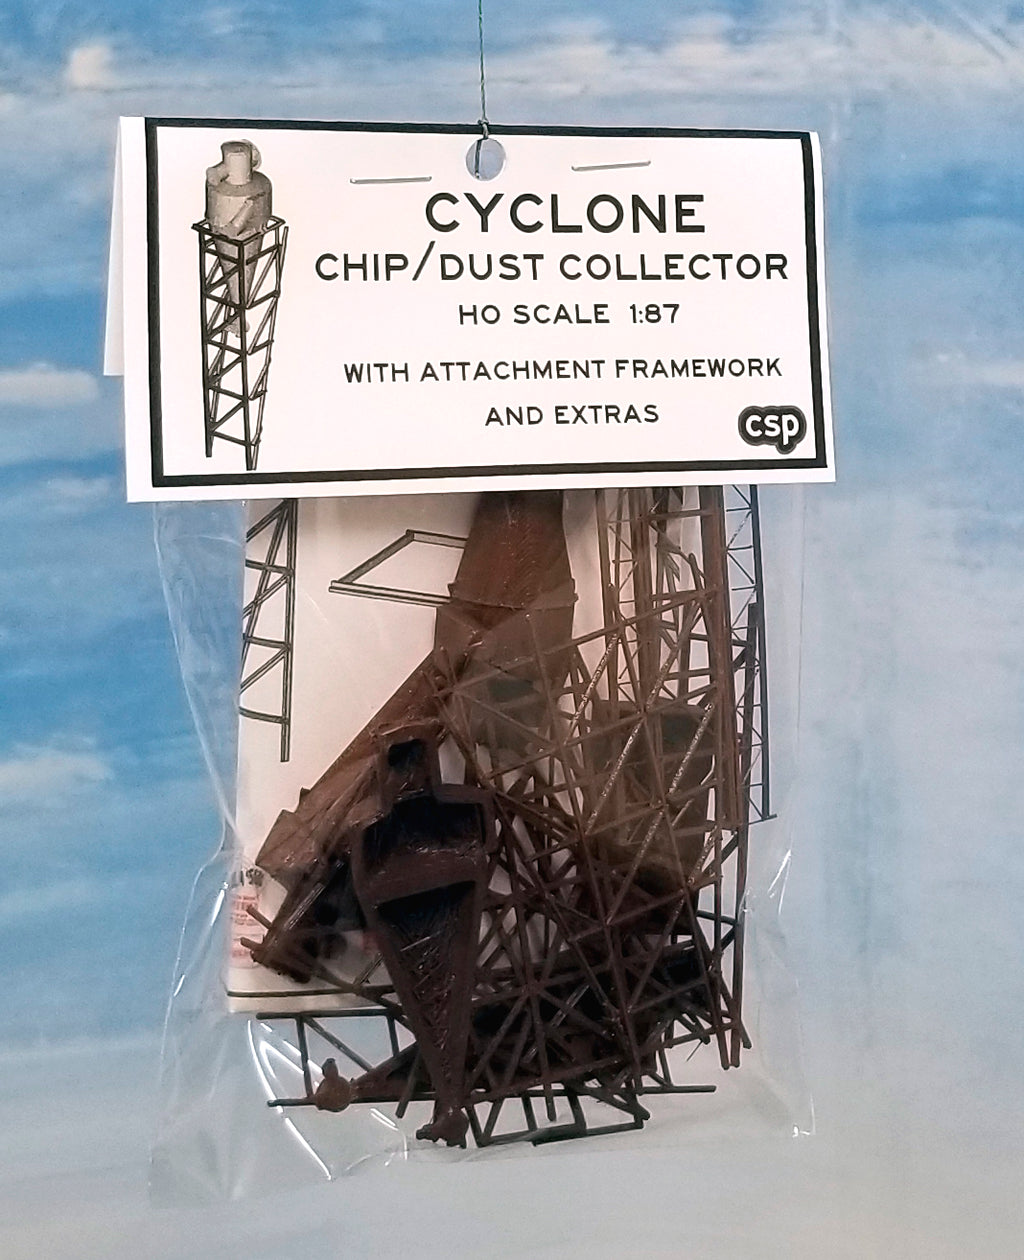 CYCLONE
CHIP/DUST COLLECTOR
HO SCALE 1:87
WITH ATTACHMENT FRAMEWORK
AND EXTRAS
csp